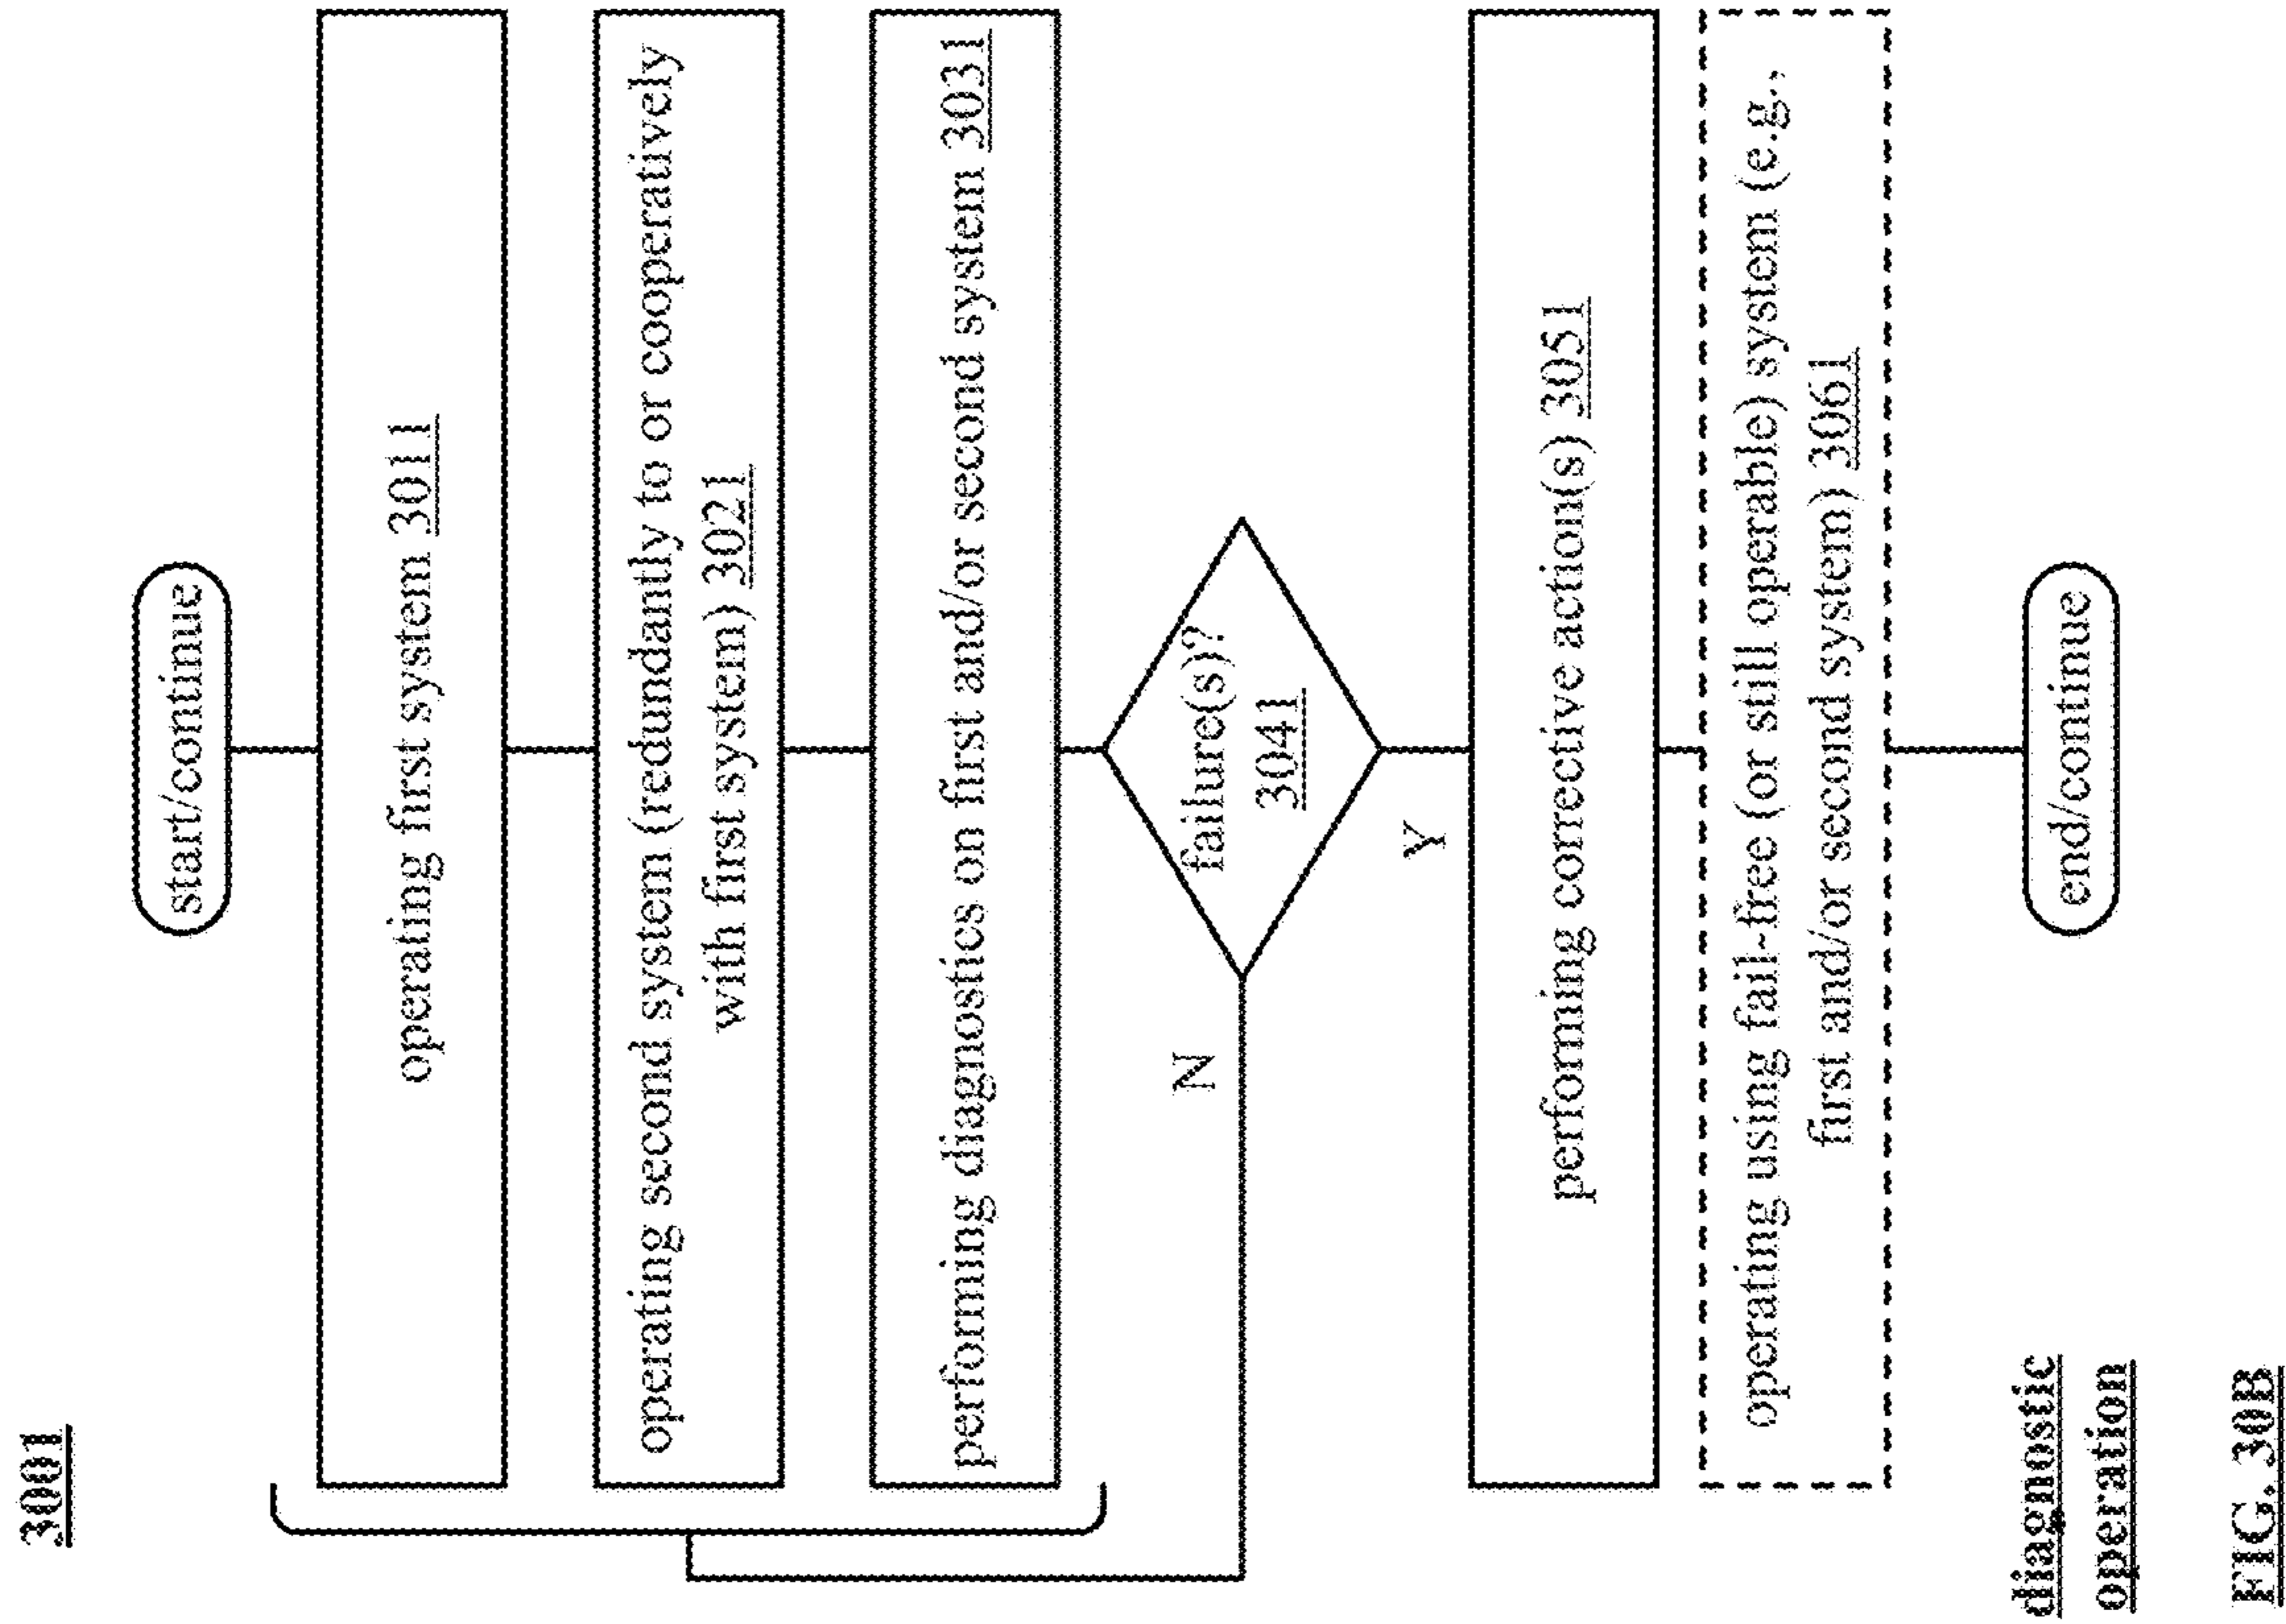 3001
start/continue
operating first system 3011
operating second system (redundantly to or cooperatively
with first system) 3021
performing diagnostics on first and/or second system 3031
failure(s)?
3041
N
Y
performing corrective action(s) 3051
operating using fail-free (or still operable) system (e.g.,
first and/or second system) 3061
end/continue
diagnostic
operation
FIG. 30B